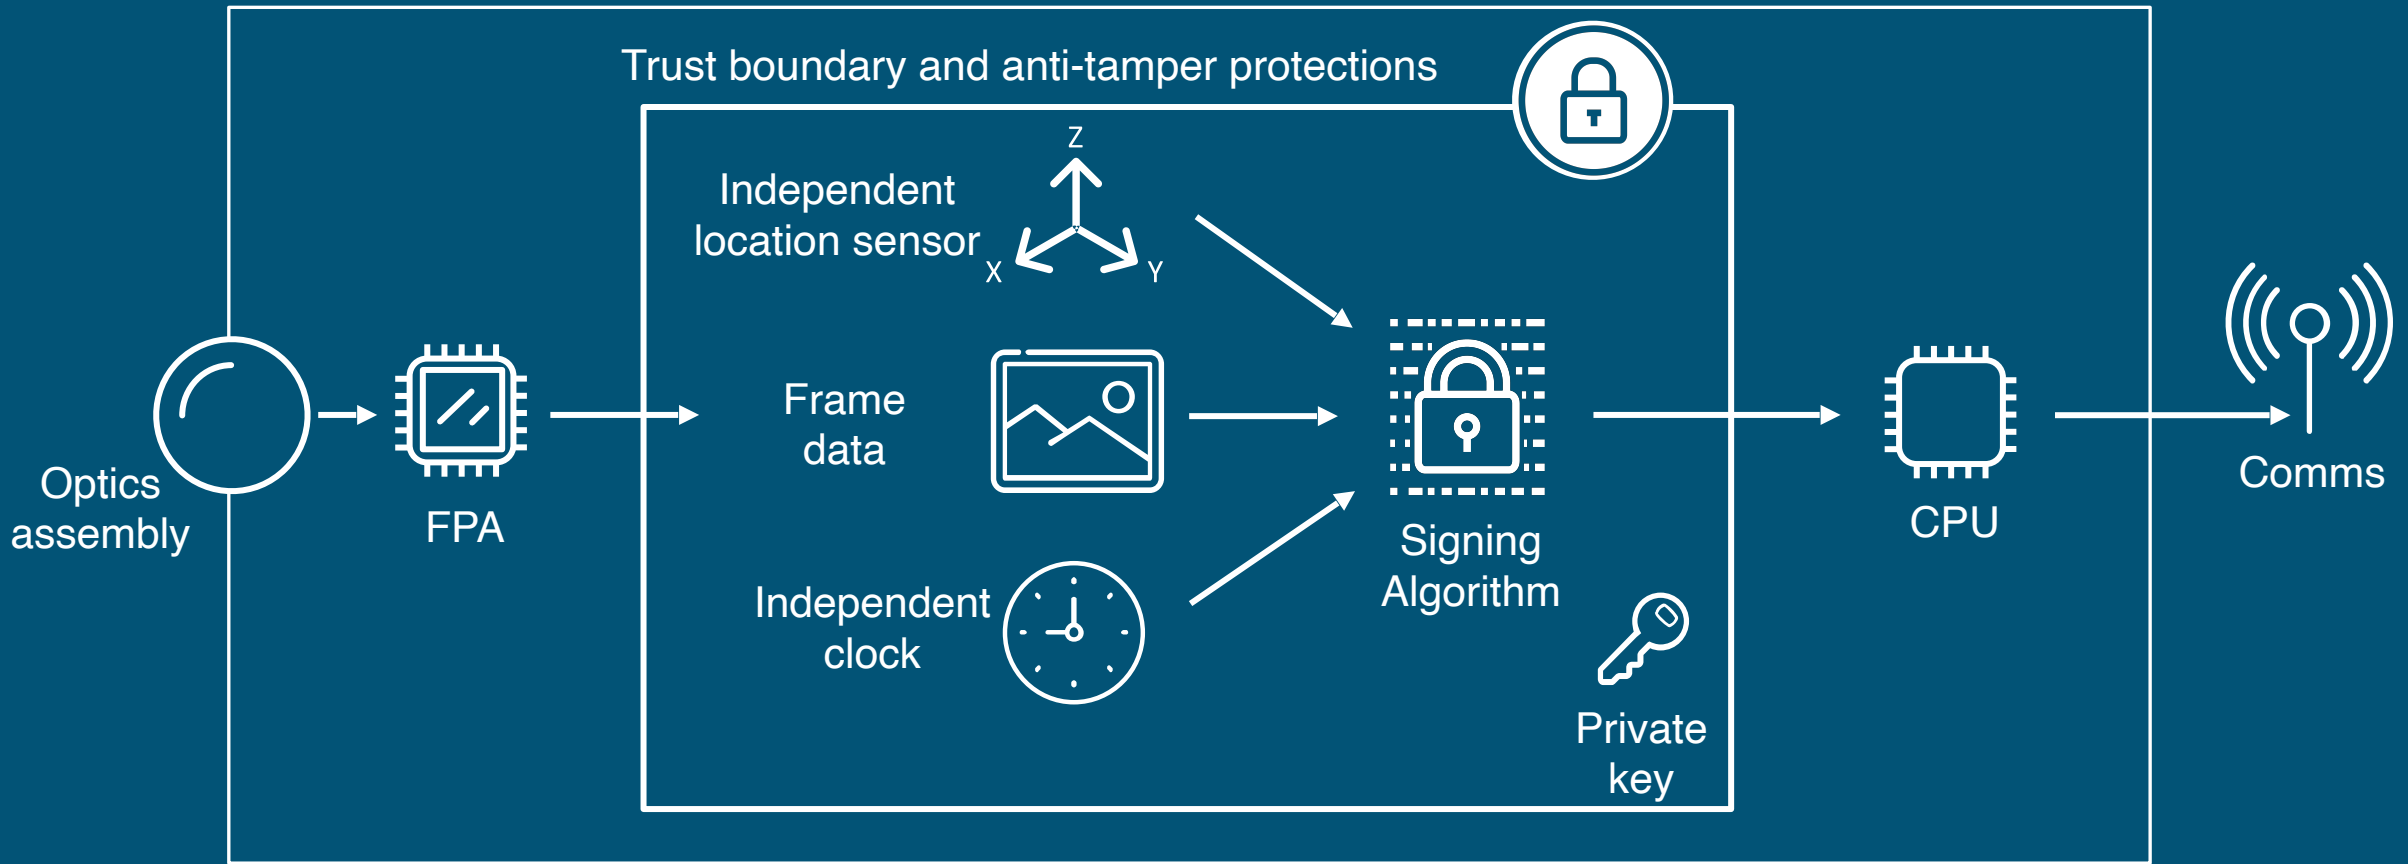 Trust boundary and anti-tamper protections
Z
Independent
location sensor
X
Y
Optics
assembly
FPA
Frame
data
Independent
clock
Signing
Algorithm
Private
key
CPU
Comms